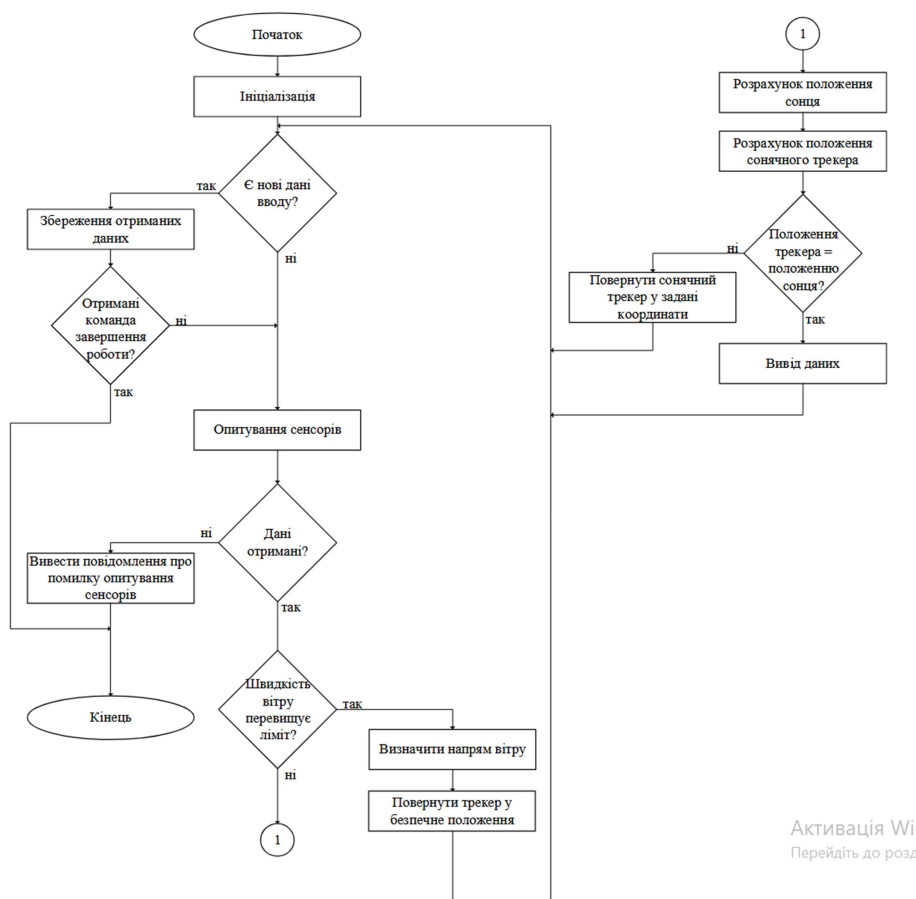 Початок
Ініціалізація
Є нові дані
вводу?
так
ні
Збереження отриманих
даних
Отримані
команда
завершення
роботи?
ні
так
Опитування сенсорів
Дані
отримані?
ні
так
Вивести повідомлення про
помилку опитування
сенсорів
Кінець
Швидкість
вітру
перевищує
ліміт?
так
ні
Визначити напрям вітру
Повернути трекер у
безпечне положення
1
1
Розрахунок положення
сонця
Розрахунок положення
сонячного трекера
Положення
трекера =
положенню
сонця?
ні
так
Повернути сонячний
трекер у задані
координати
Вивід даних
Активація Wi
Перейдіть до розд